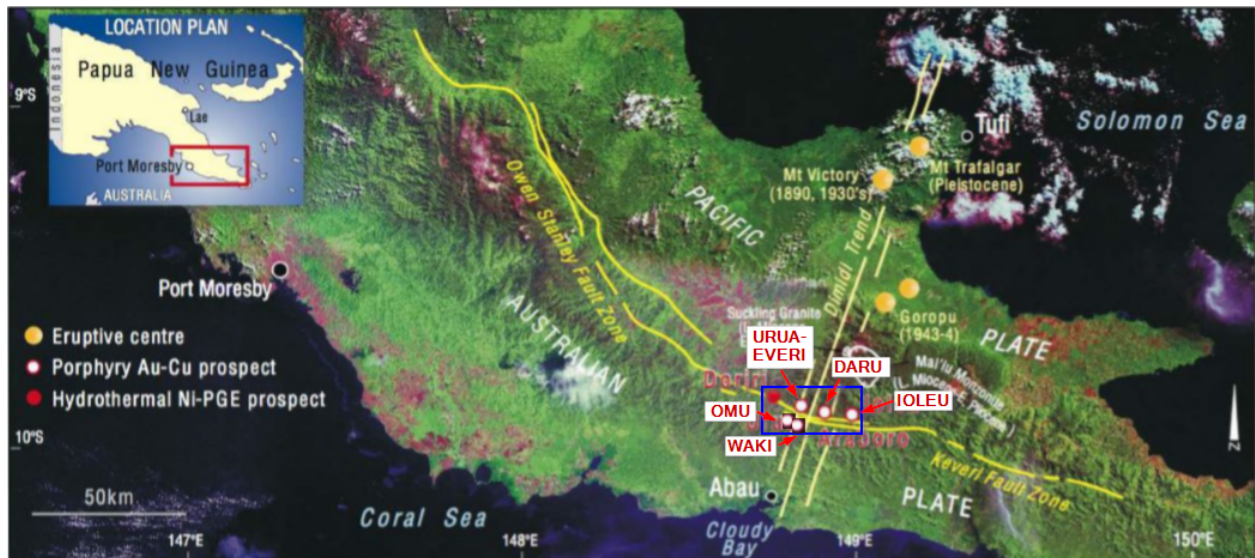 LOCATION PLAN
Indonesia
Papua New Guinea
Lae
Port Moresby
AUSTRALIA
9°S
Tufi
Solomon Sea
Mt Trafalgar
(Pleistocene)
Mt Victory
(1890, 1930's)
PACIFIC
Owen Stanley Fault Zone
Dimidi Trend
Port Moresby
AUSTRALIAN
Goropu
(1943-4)
Suckling Granite
PLATE
Eruptive centre
URUA-
EVERI
DARU
Porphyry Au-Cu prospect
Mai'iu Monzonite
IOLEU
Hydrothermal Ni-PGE prospect
OMU
WAKI
10°S
Keveri Fault Zone
50km
Abau
PLATE
N
Coral Sea
Cloudy
Bay
147°E
148°E
149°E
150°E